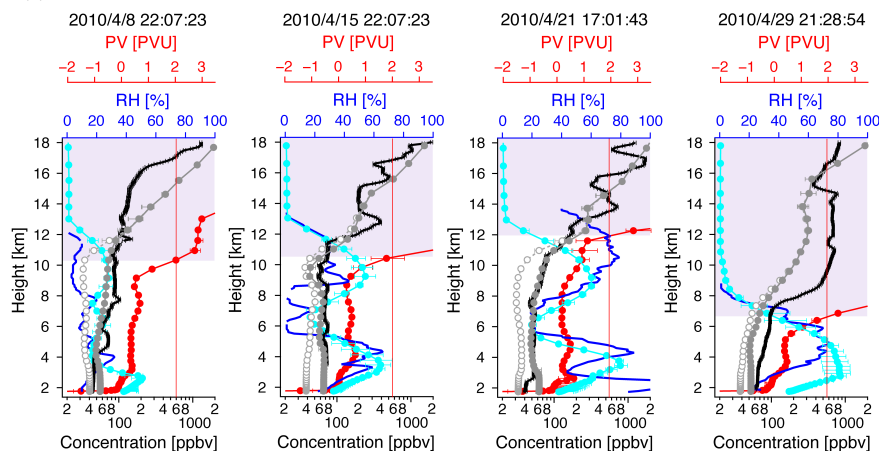 2010/4/8 22:07:23 2010/4/15 22:07:23 2010/4/21 17:01:43 2010/4/29 21:28:54
PV [PVU] PV [PVU] PV [PVU] PV [PVU]
−2 −1 0 1 2 3 −2 −1 0 1 2 3 −2 −1 0 1 2 3 −2 −1 0 1 2 3
RH [%] RH [%] RH [%] RH [%]
0 20 40 60 80 100 0 20 40 60 80 100 0 20 40 60 80 100 0 20 40 60 80 100
18 18 18 18
16 16 16 16
14 14 14 14
12 12 12 12
10 10 10 10
8 8 8 8
6 6 6 6
4 4 4 4
2 2 2 2
Height [km] Height [km] Height [km] Height [km]
2 4 6 8 2 4 6 8 2 4 6 8 2 4 6 8 2 4 6 8 2 4 6 8 2 2 4 6 8 2 4 6 8 2
100 100 1000 100 1000 100 1000
Concentration [ppbv] Concentration [ppbv] Concentration [ppbv] Concentration [ppbv]